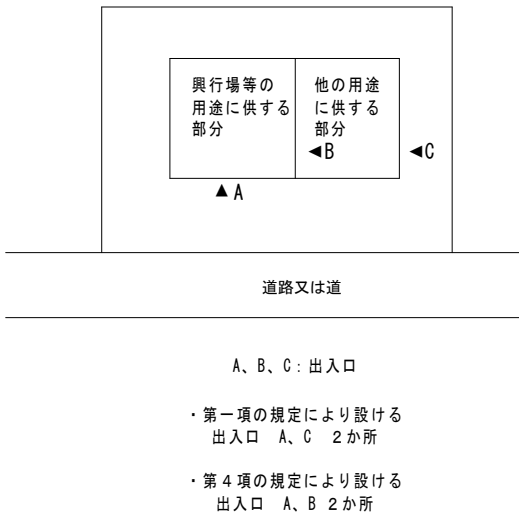 興行場等の
用途に供する
部分
他の用途
に供する
部分
◄B
◄C
▲A
道路又は道
A、B、C：出入口
・第一項の規定により設ける
出入口　A、C　2か所
・第4項の規定により設ける
出入口　A、B 2か所